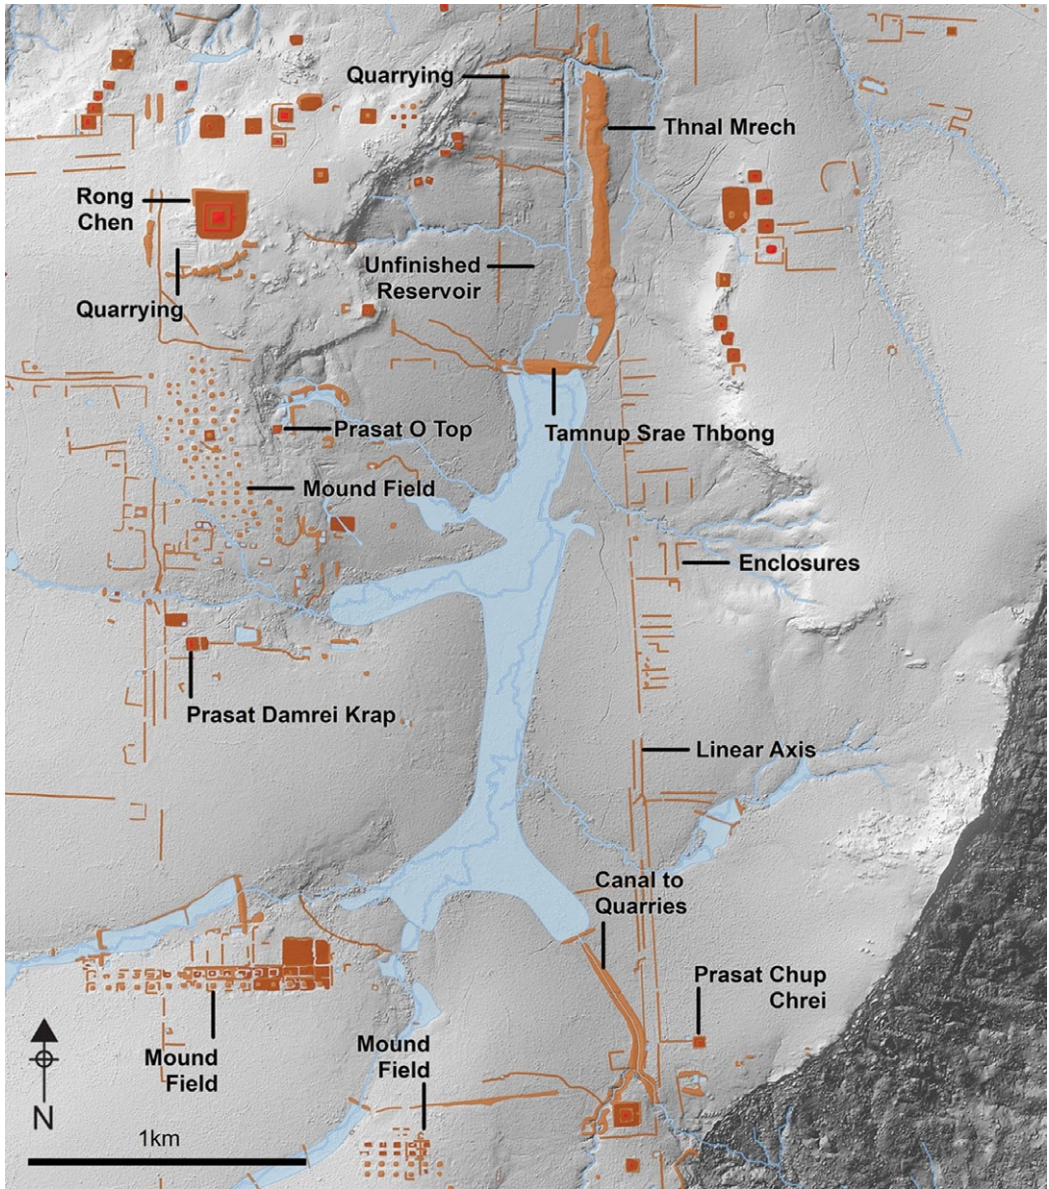 Quarrying
Thnal Mrech
Rong
Chen
Unfinished
Reservoir
Quarrying
Prasat O Top
Tamnup Srae Thbong
Mound Field
Enclosures
Prasat Damrei Krap
Linear Axis
Canal to
Quarries
Prasat Chup
Chrei
Mound
Field
Mound
Field
N
1km